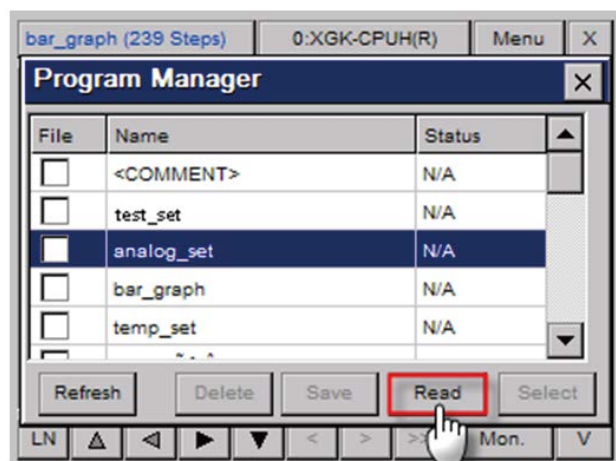 bar_graph (239 Steps) 0:XGK-CPUH(R) Menu X
Program Manager
File Name Status
<COMMENT> N/A
test_set N/A
analog_set N/A
bar_graph N/A
temp_set N/A
Refresh Delete Save Read Select
LN < > Mon. V